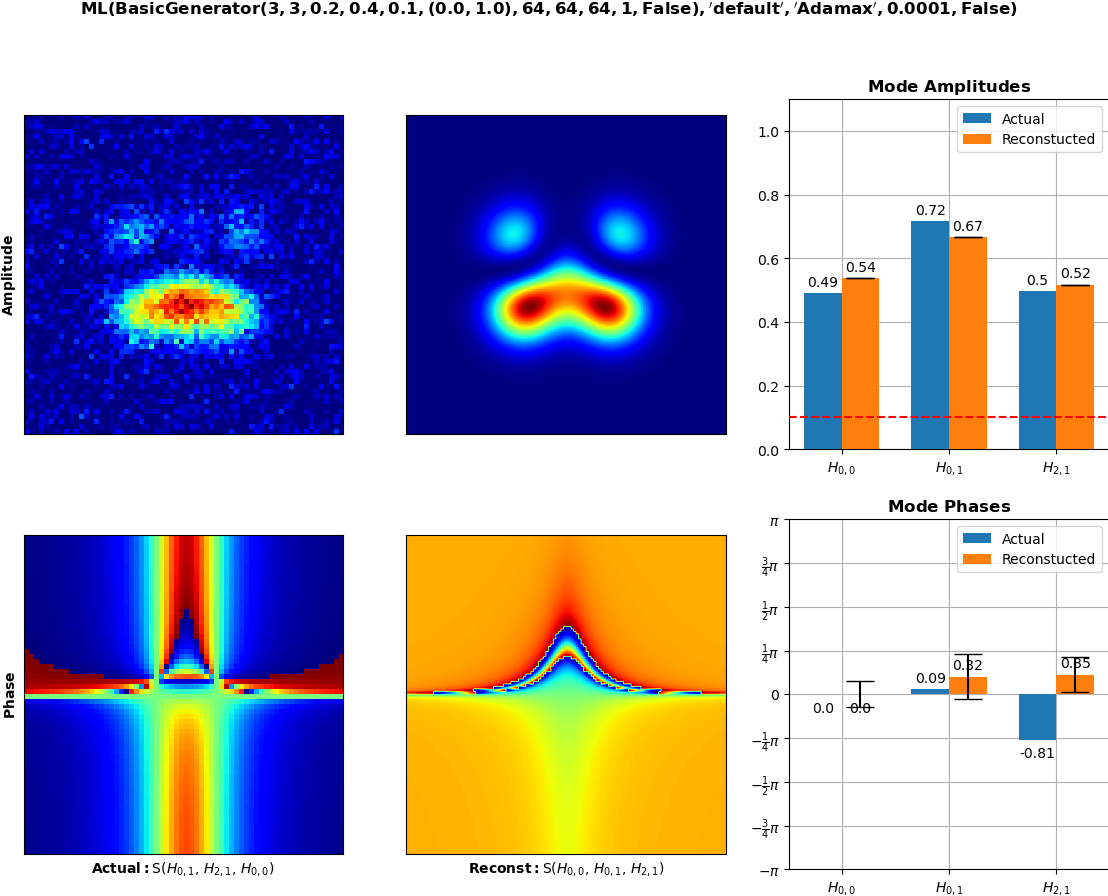 ML(BasicGenerator(3, 3, 0.2, 0.4, 0.1, (0.0, 1.0), 64, 64, 64, 1, False), ′default′, ′Adamax′, 0.0001, False)
Amplitude
Mode Amplitudes
Actual
Reconstucted
1.0
0.8
0.6
0.4
0.2
0.0
0.49
0.54
0.72
0.67
0.5
0.52
H0,0
H0,1
H2,1
Phase
Actual: S(H0,1, H2,1, H0,0)
Reconst: S(H0,0, H0,1, H2,1)
Mode Phases
Actual
Reconstucted
π
3/4π
1/2π
1/4π
0
−1/4π
−1/2π
−3/4π
−π
0.0
0.0
0.09
0.32
-0.81
0.35
H0,0
H0,1
H2,1